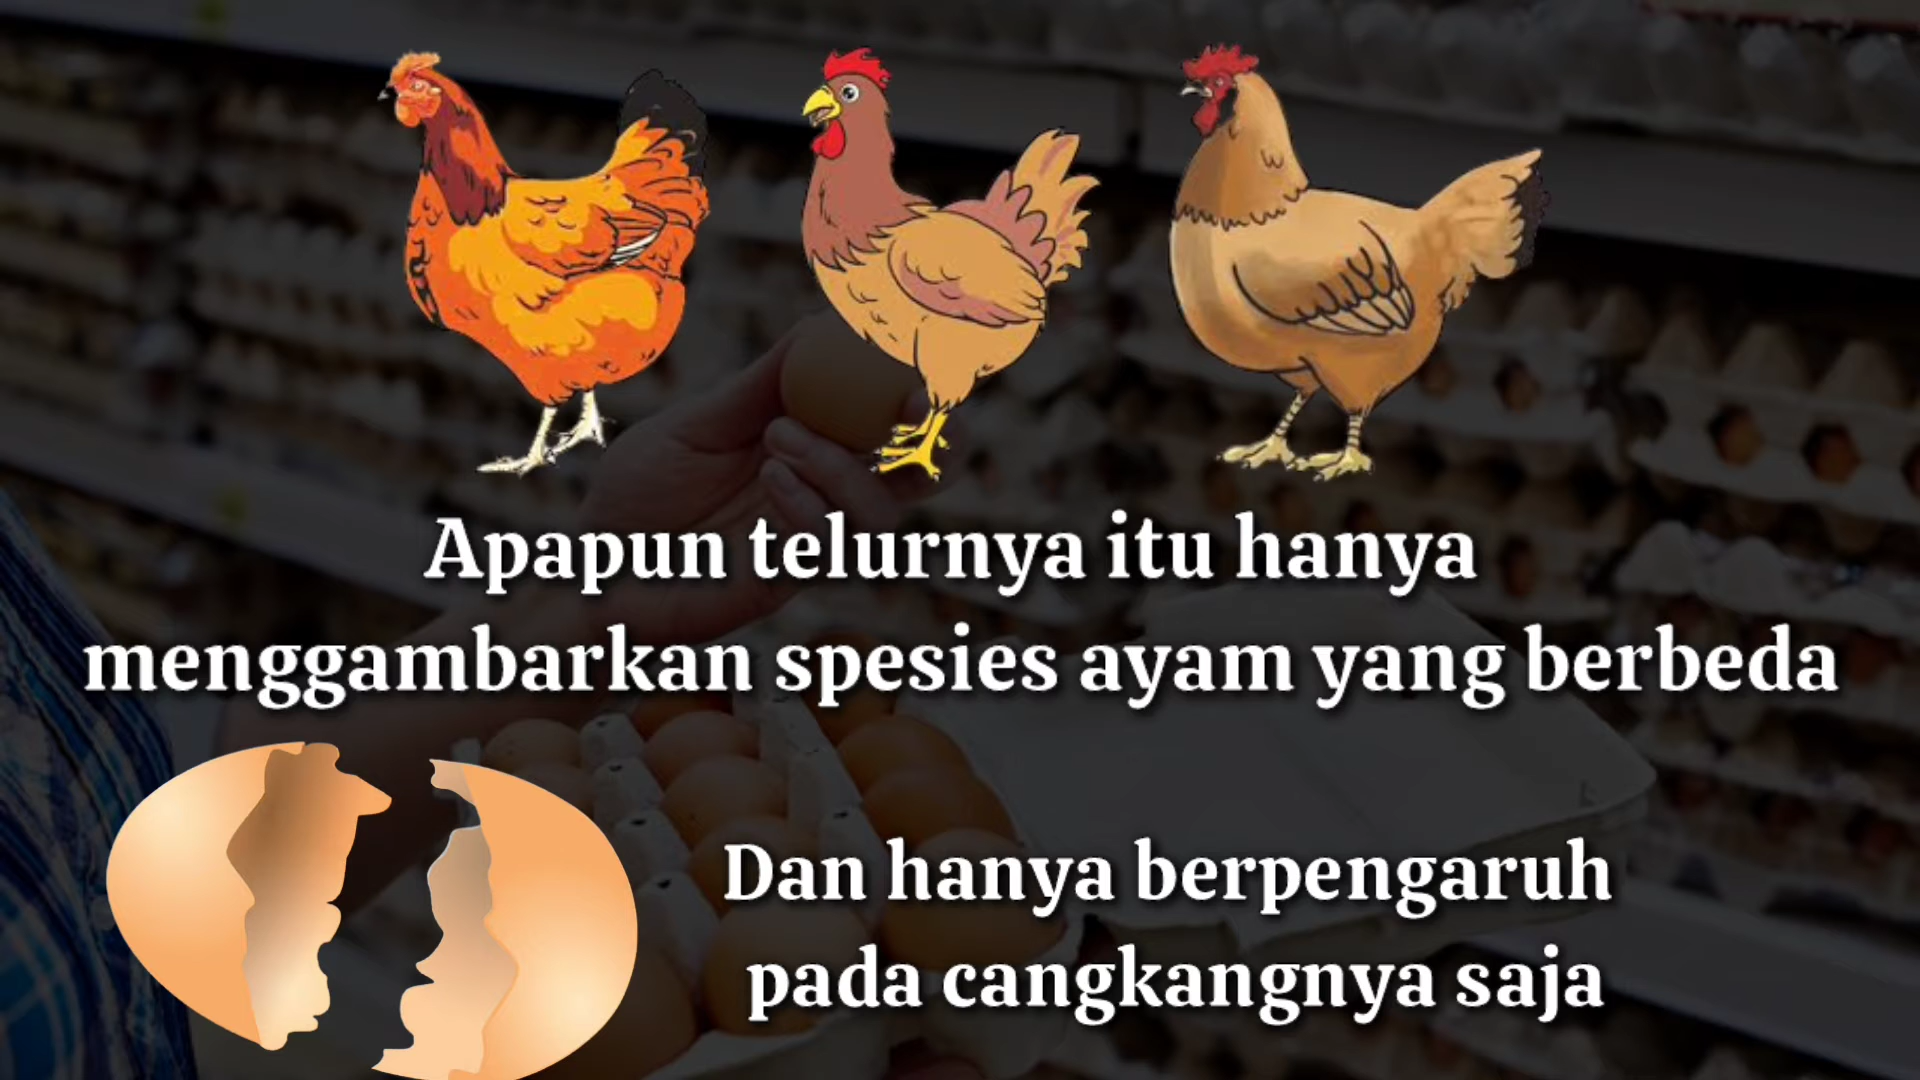 Apapun telurnya itu hanya
menggambarkan spesies ayam yang berbeda
Dan hanya berpengaruh
pada cangkangnya saja